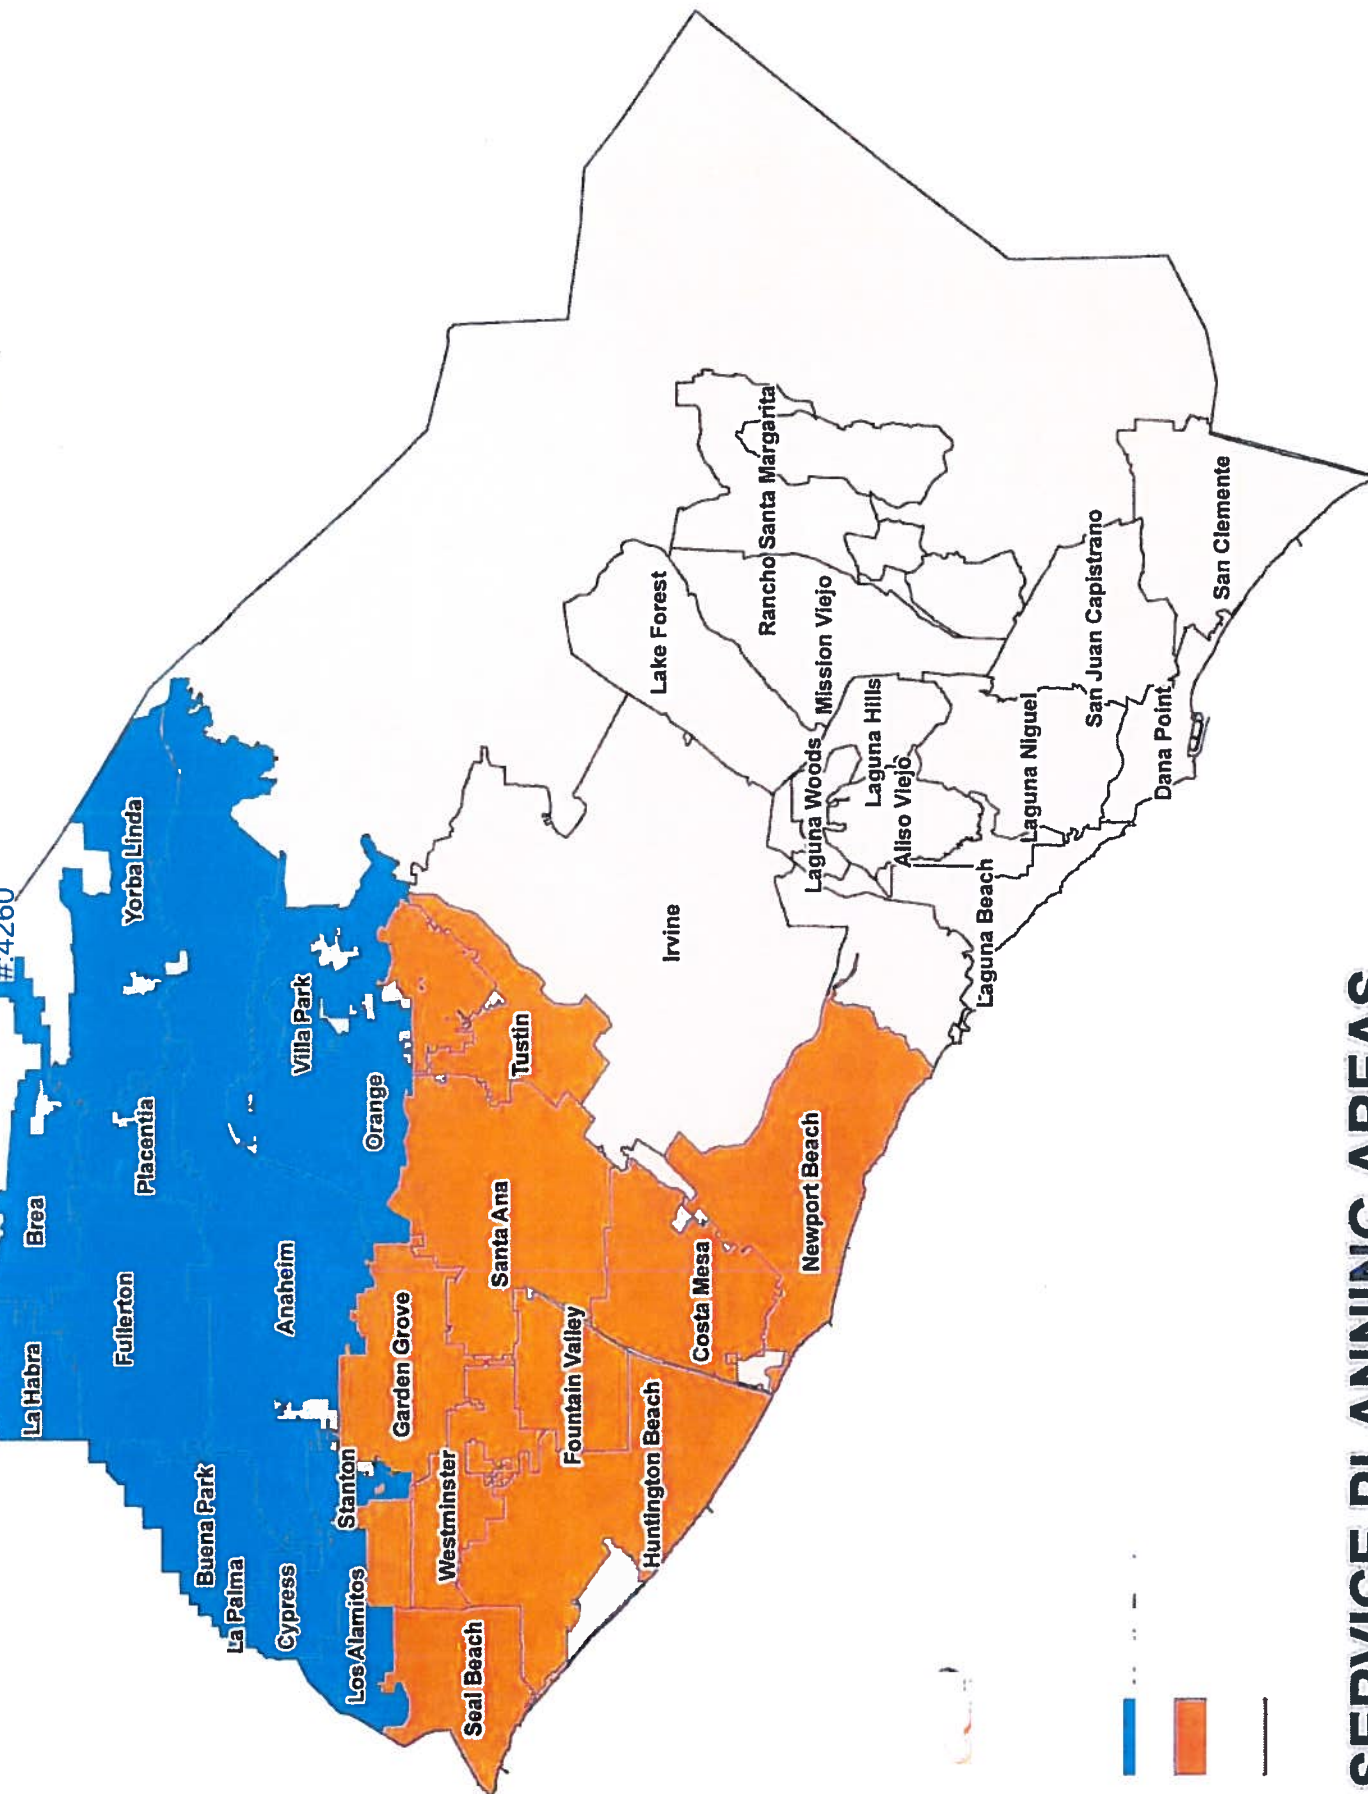 #:4260
La Habra
Brea
Fullerton
Placentia
Yorba Linda
Buena Park
La Palma
Anaheim
Villa Park
Cypress
Stanton
Orange
Los Alamitos
Garden Grove
Westminster
Santa Ana
Tustin
Seal Beach
Fountain Valley
Huntington Beach
Costa Mesa
Newport Beach
Irvine
Lake Forest
Rancho Santa Margarita
Mission Viejo
Laguna Woods
Laguna Hills
Aliso Viejo
Laguna Beach
Laguna Niguel
San Juan Capistrano
Dana Point
San Clemente
SERVICE PLANNING AREAS